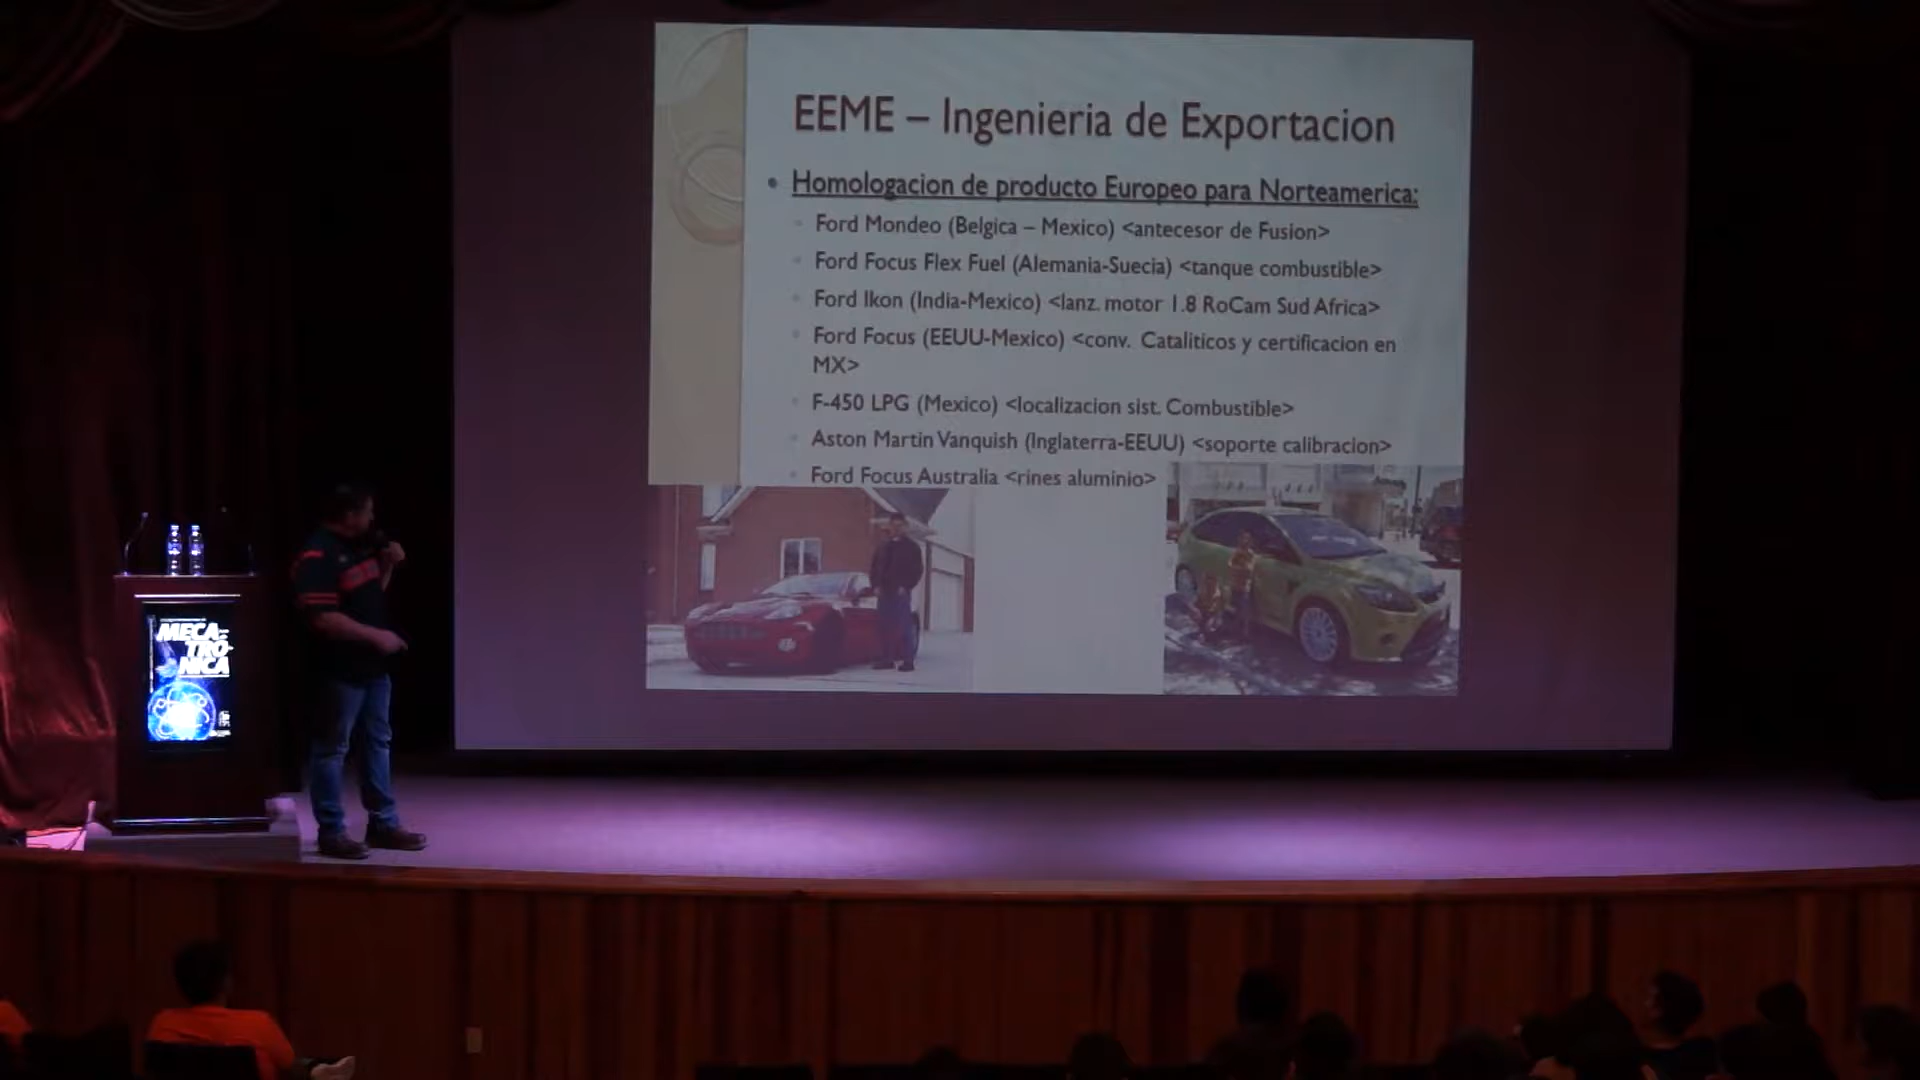 EEME – Ingenieria de Exportacion
• Homologacion de producto Europeo para Norteamerica:
Ford Mondeo (Belgica – Mexico) <antecesor de Fusion>
Ford Focus Flex Fuel (Alemania-Suecia) <tanque combustible>
Ford Ikon (India-Mexico) <lanz. motor 1.8 RoCam Sud Africa>
Ford Focus (EEUU-Mexico) <conv. Cataliticos y certificacion en
MX>
F-450 LPG (Mexico) <localizacion sist. Combustible>
Aston Martin Vanquish (Inglaterra-EEUU) <soporte calibracion>
Ford Focus Australia <rines aluminio>
MECA-
TRÓ-
NICA